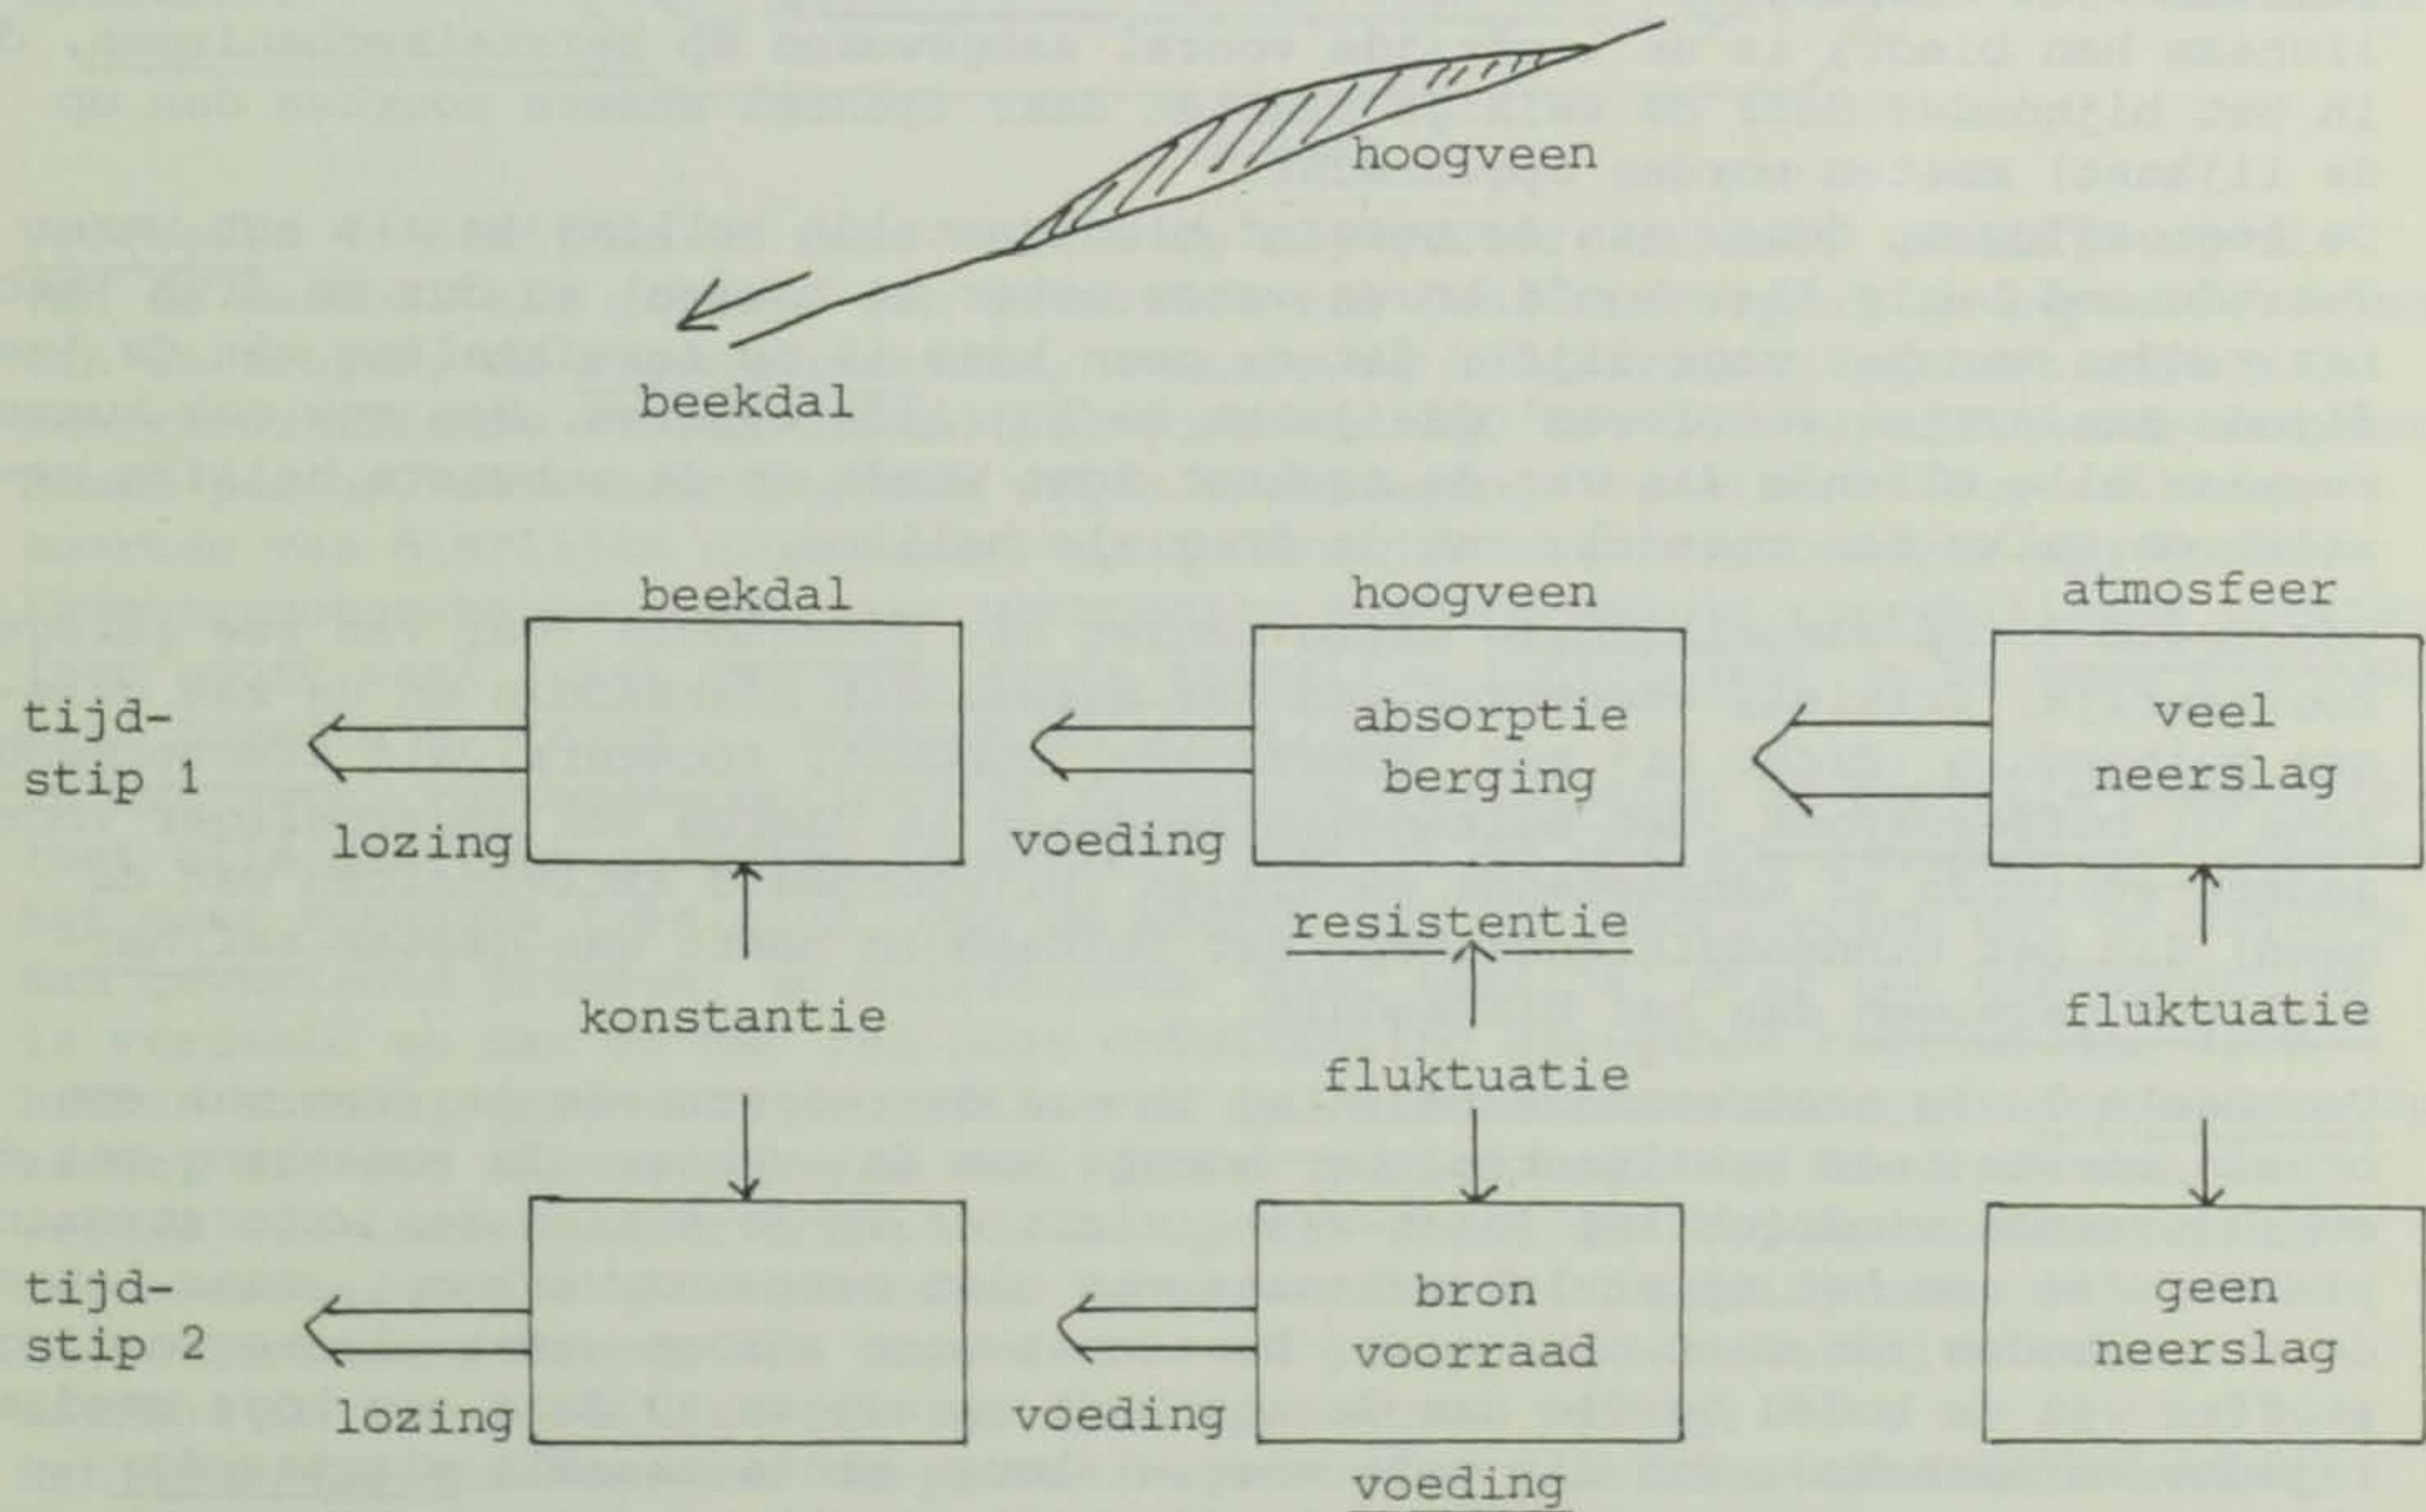 hoogveen
beekdal
beekdal
hoogveen
atmosfeer
tijd-
stip 1
lozing
voeding
absorptie
berging
veel
neerslag
resistentie
konstantie
fluktuatie
fluktuatie
tijd-
stip 2
lozing
voeding
bron
voorraad
geen
neerslag
voeding